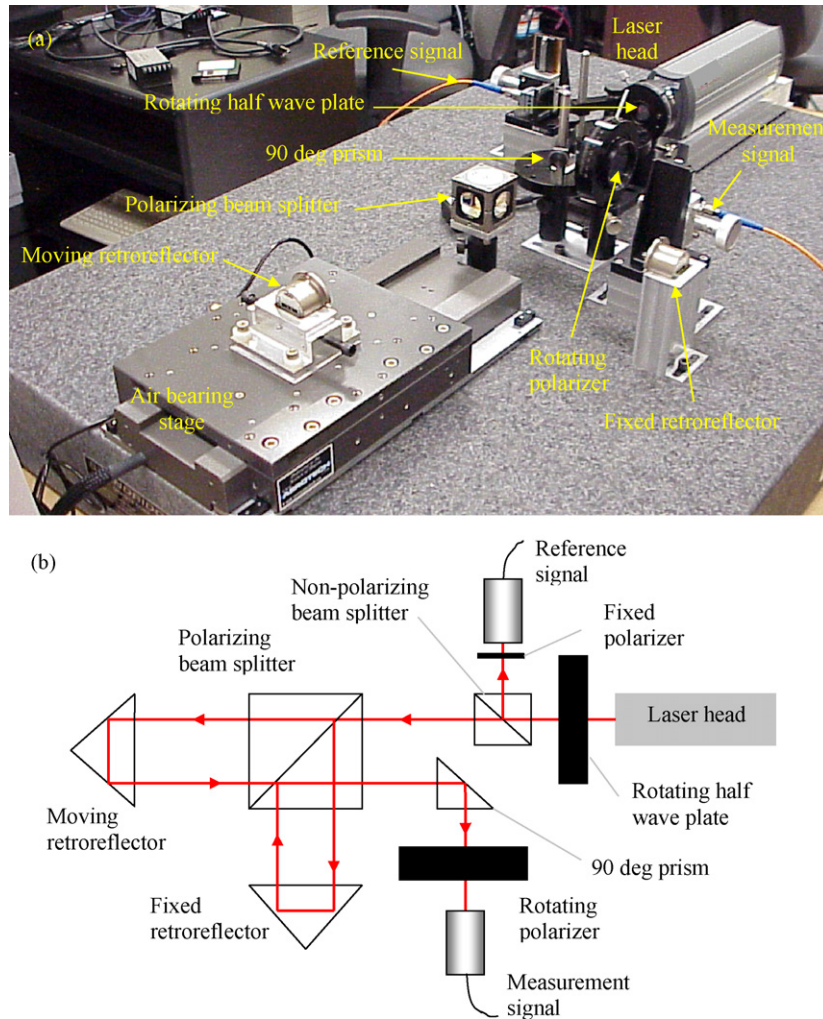 (a)
Reference signal
Laser
head
Rotating half wave plate
Measurement
signal
90 deg prism
Polarizing beam splitter
Moving retroreflector
Rotating
polarizer
Air bearing
stage
Fixed retroreflector
(b)
Reference
signal
Non-polarizing
beam splitter
Fixed
polarizer
Polarizing
beam splitter
Laser head
Moving
retroreflector
Rotating half
wave plate
90 deg prism
Fixed
retroreflector
Rotating
polarizer
Measurement
signal